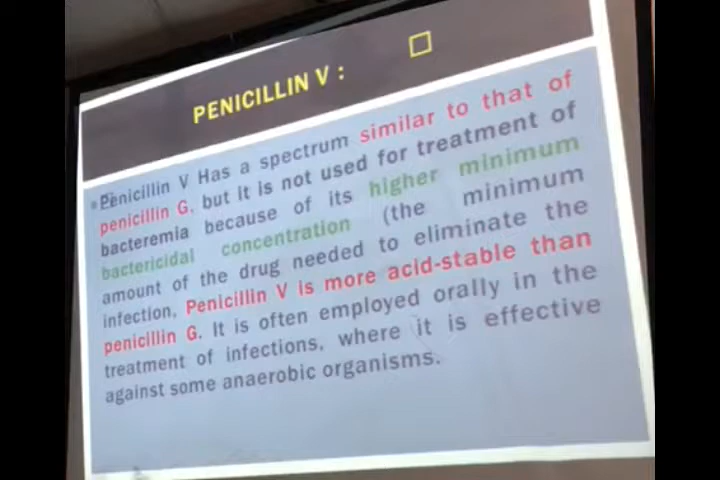 PENICILLIN V :
Penicillin V Has a spectrum similar to that of
penicillin G, but it is not used for treatment of
bacteremia because of its higher minimum
bactericidal concentration (the minimum
amount of the drug needed to eliminate the
infection. Penicillin V is more acid-stable than
penicillin G. It is often employed orally in the
treatment of infections, where it is effective
against some anaerobic organisms.